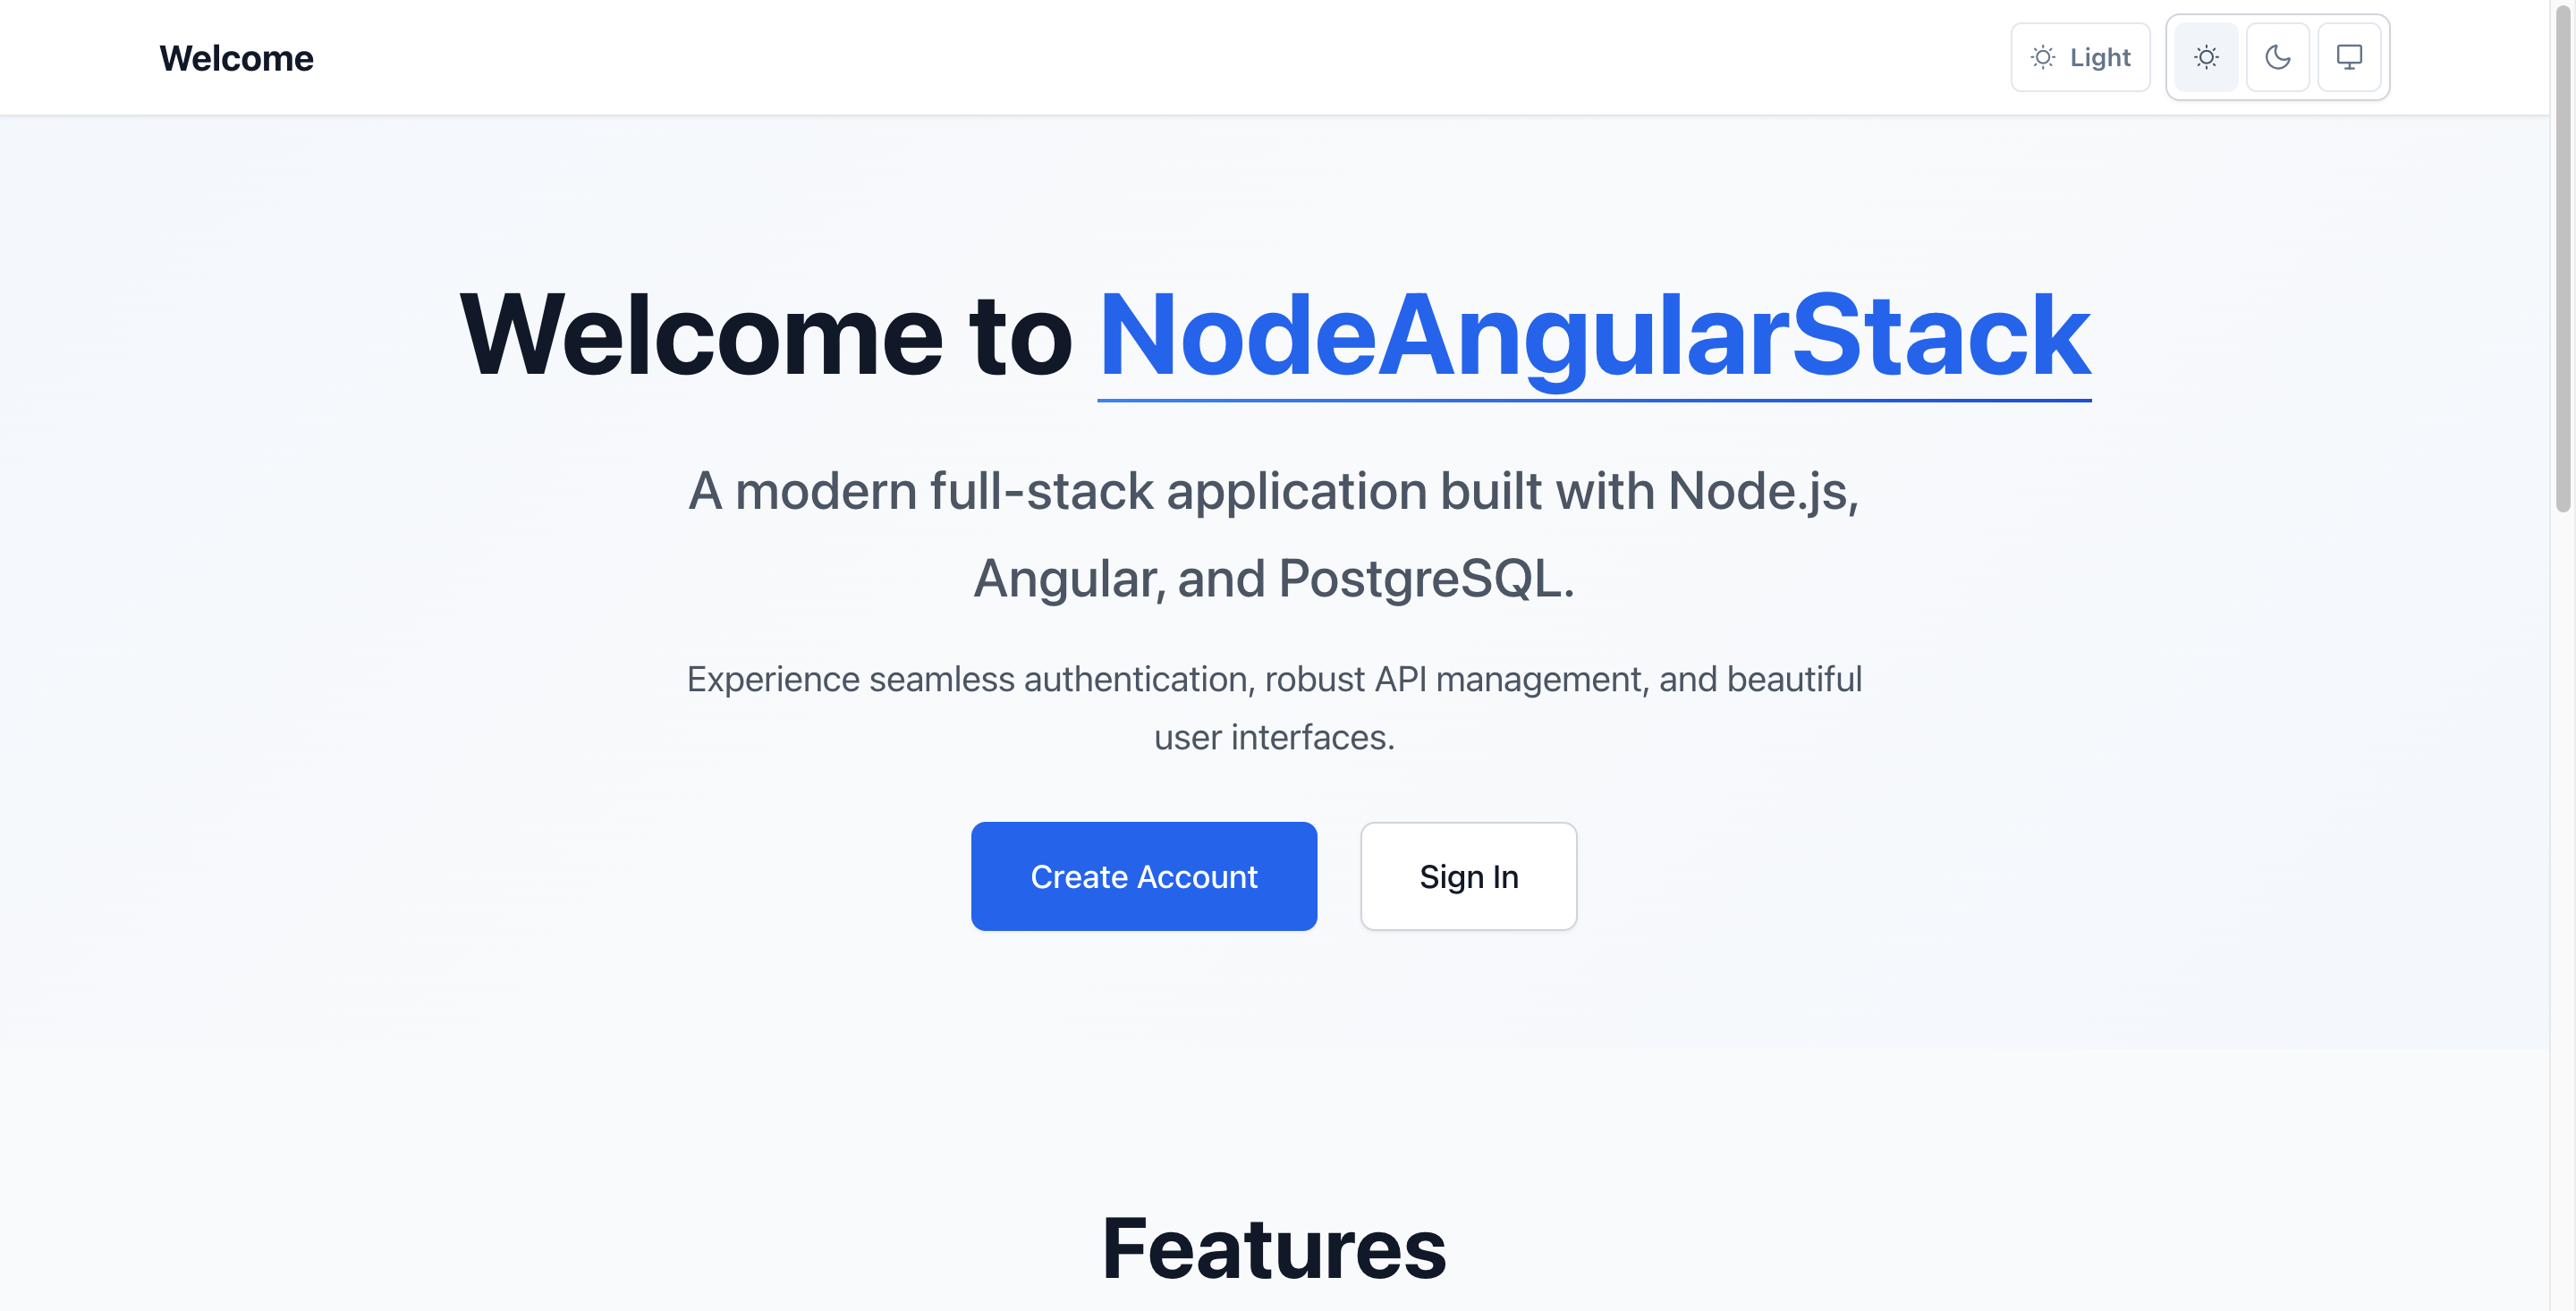 Welcome
Light
Welcome to NodeAngularStack
A modern full-stack application built with Node.js,
Angular, and PostgreSQL.
Experience seamless authentication, robust API management, and beautiful
user interfaces.
Create Account
Sign In
Features